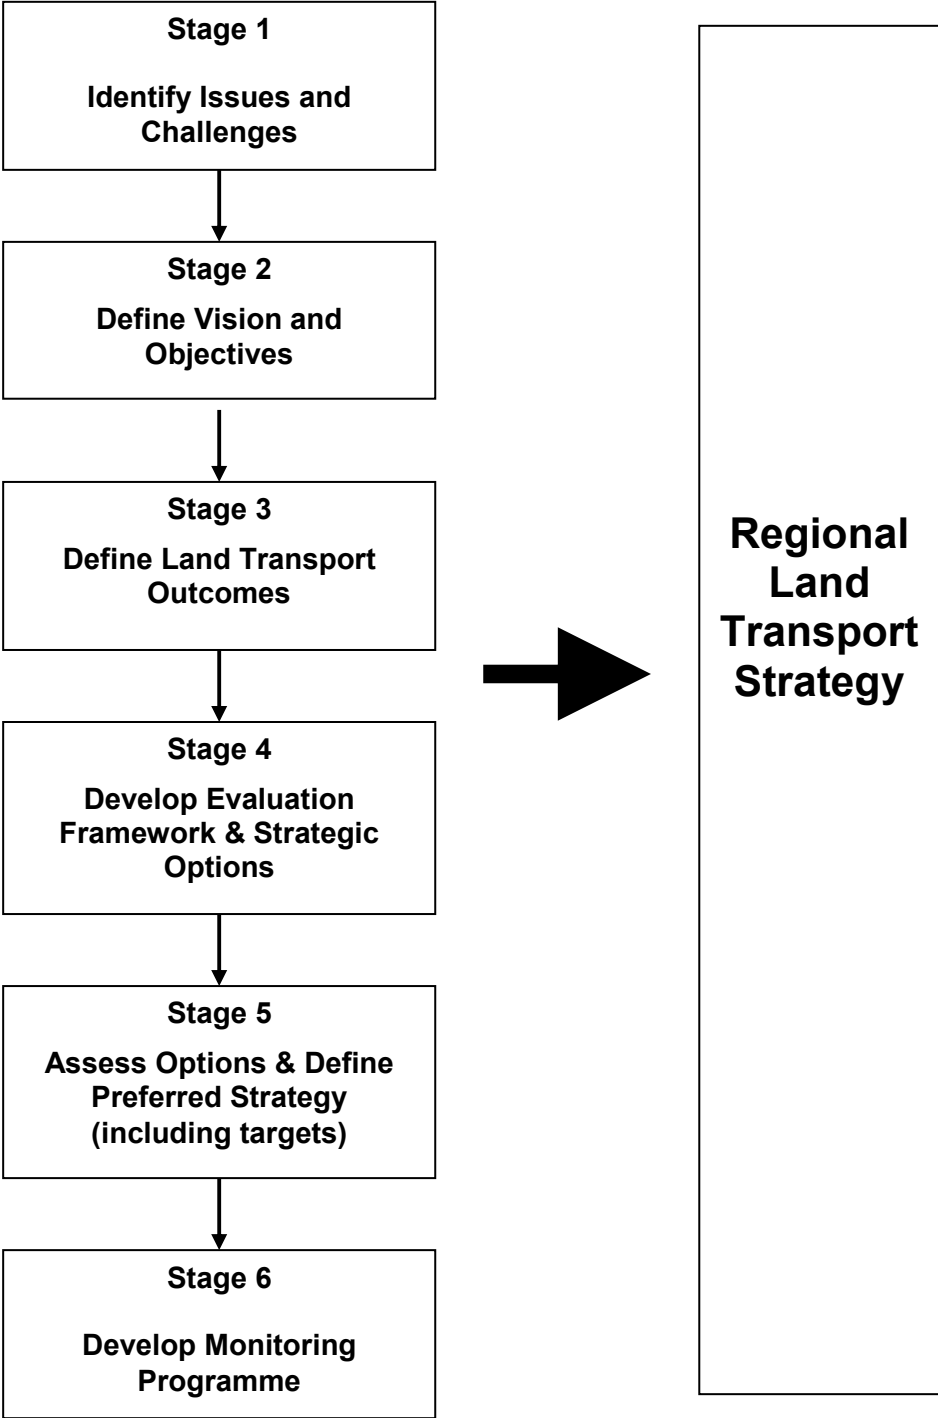 Stage 1
Identify Issues and
Challenges
Stage 2
Define Vision and
Objectives
Stage 3
Define Land Transport
Outcomes
Stage 4
Develop Evaluation
Framework & Strategic
Options
Stage 5
Assess Options & Define
Preferred Strategy
(including targets)
Stage 6
Develop Monitoring
Programme
Regional
Land
Transport
Strategy